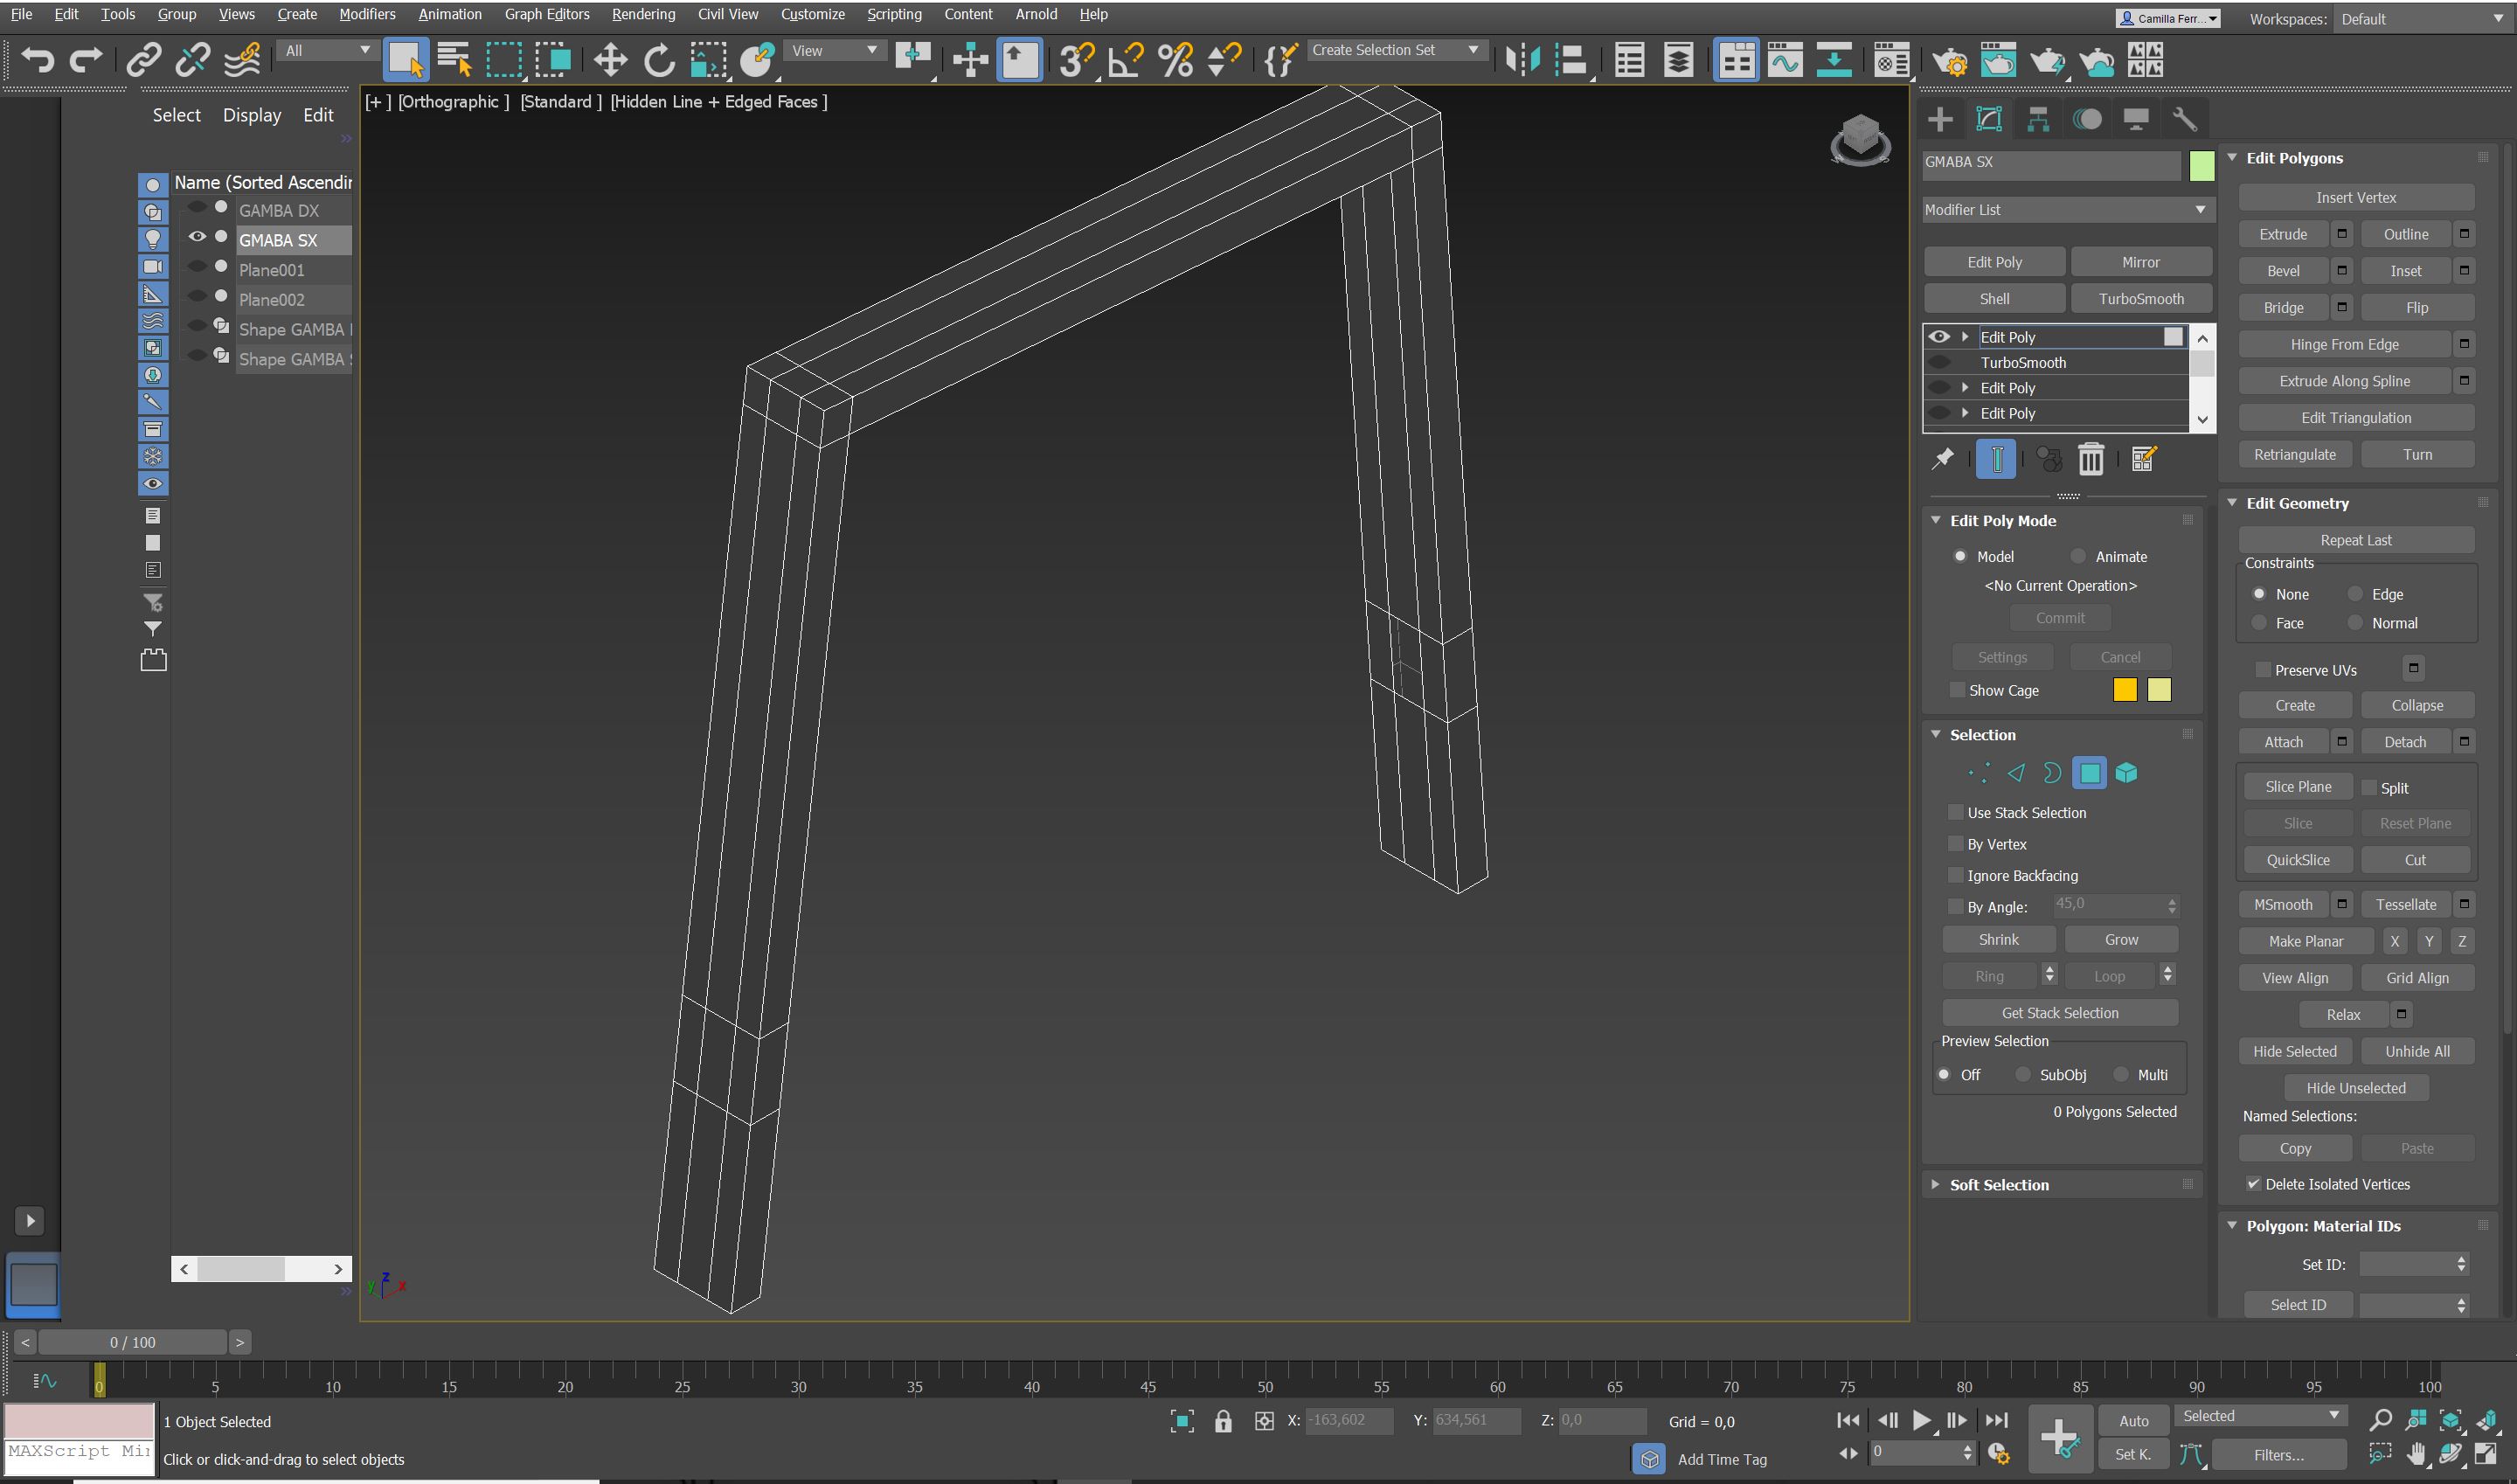 File Edit Tools Group Views Create Modifiers Animation Graph Editors Rendering Civil View Customize Scripting Content Arnold Help
Camilla Ferr... Workspaces: Default
All View Create Selection Set
[+ ] [Orthographic ] [Standard ] [Hidden Line + Edged Faces ]
Select Display Edit
Name (Sorted Ascendin
GAMBA DX
GMABA SX
Plane001
Plane002
Shape GAMBA
Shape GAMBA
GMABA SX
Modifier List
Edit Poly Mirror
Shell TurboSmooth
Edit Poly
TurboSmooth
Edit Poly
Edit Poly
Edit Poly Mode
Model Animate
<No Current Operation>
Commit
Settings Cancel
Show Cage
Selection
Use Stack Selection
By Vertex
Ignore Backfacing
By Angle: 45,0
Shrink Grow
Ring Loop
Get Stack Selection
Preview Selection
Off SubObj Multi
0 Polygons Selected
Soft Selection
Edit Polygons
Insert Vertex
Extrude Outline
Bevel Inset
Bridge Flip
Hinge From Edge
Extrude Along Spline
Edit Triangulation
Retriangulate Turn
Edit Geometry
Repeat Last
Constraints
None Edge
Face Normal
Preserve UVs
Create Collapse
Attach Detach
Slice Plane Split
Slice Reset Plane
QuickSlice Cut
MSmooth Tessellate
Make Planar X Y Z
View Align Grid Align
Relax
Hide Selected Unhide All
Hide Unselected
Named Selections:
Copy Paste
Delete Isolated Vertices
Polygon: Material IDs
Set ID:
Select ID
z
y x
< 0 / 100 >
0 5 10 15 20 25 30 35 40 45 50 55 60 65 70 75 80 85 90 95 100
1 Object Selected X: -163,602 Y: 634,561 Z: 0,0 Grid = 0,0 Auto Selected
MAXScript Mi Click or click-and-drag to select objects Add Time Tag 0 Set K. Filters...